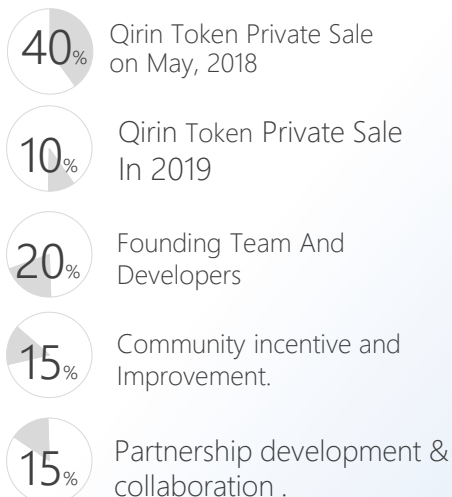 40%
Qirin Token Private Sale
on May, 2018
10%
Qirin Token Private Sale
In 2019
20%
Founding Team And
Developers
15%
Community incentive and
Improvement.
15%
Partnership development &
collaboration .